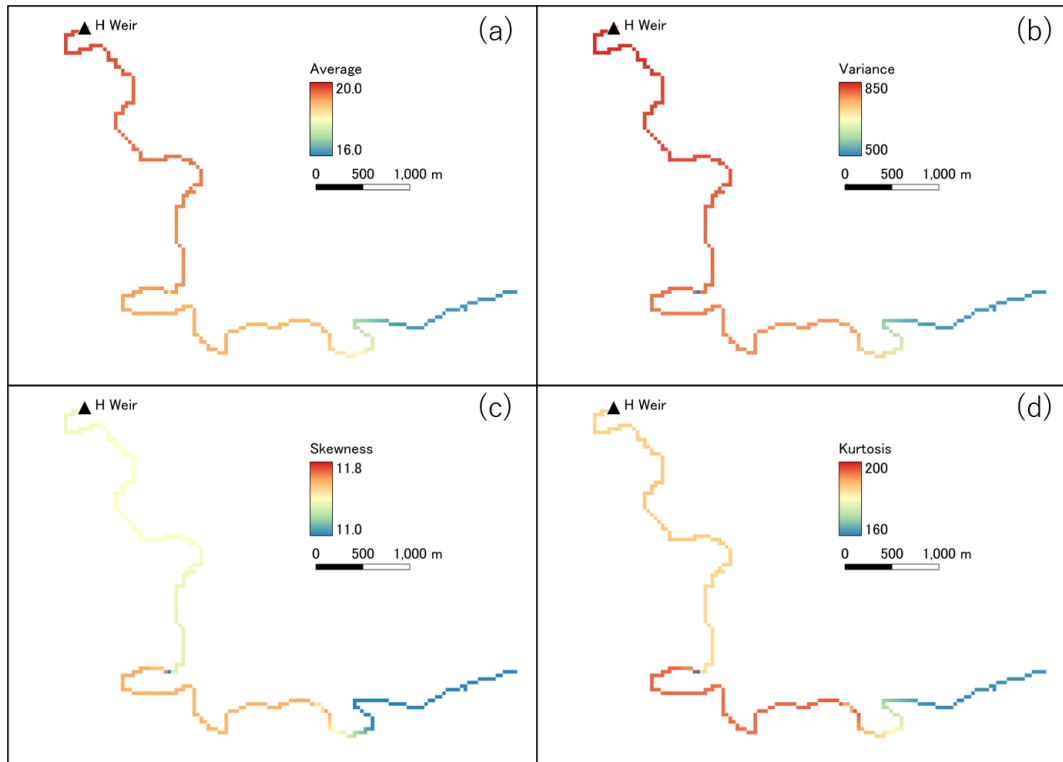 (a)
H Weir
Average
20.0
16.0
0 500 1,000 m
(b)
H Weir
Variance
850
500
0 500 1,000 m
(c)
H Weir
Skewness
11.8
11.0
0 500 1,000 m
(d)
H Weir
Kurtosis
200
160
0 500 1,000 m